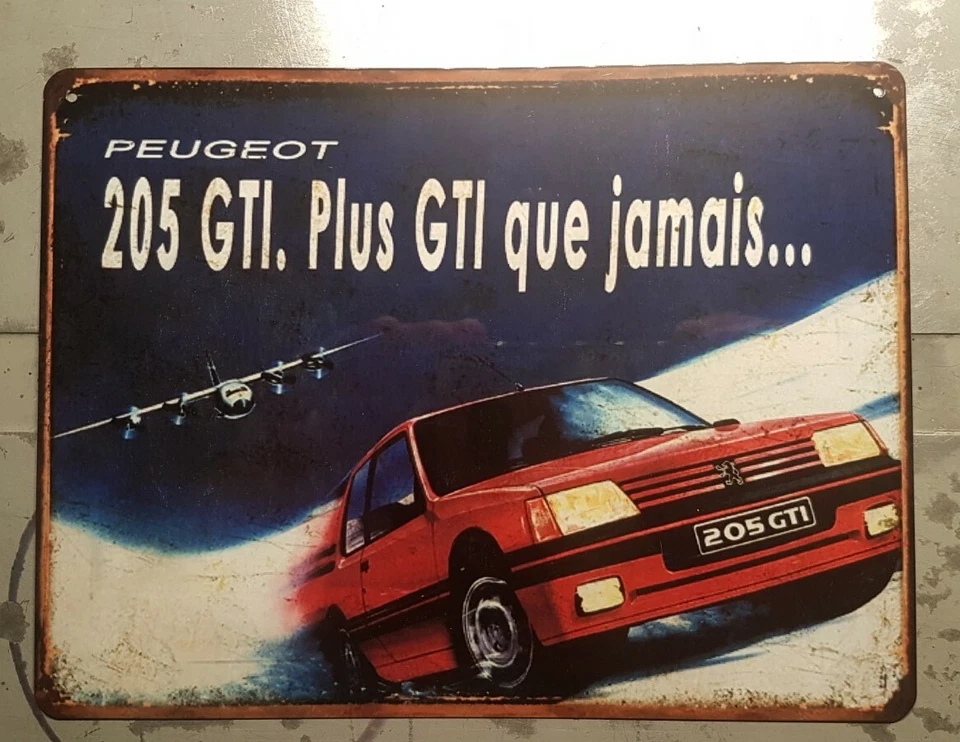 PEUGEOT
205 GTI. Plus GTI que jamais...
205 GTI